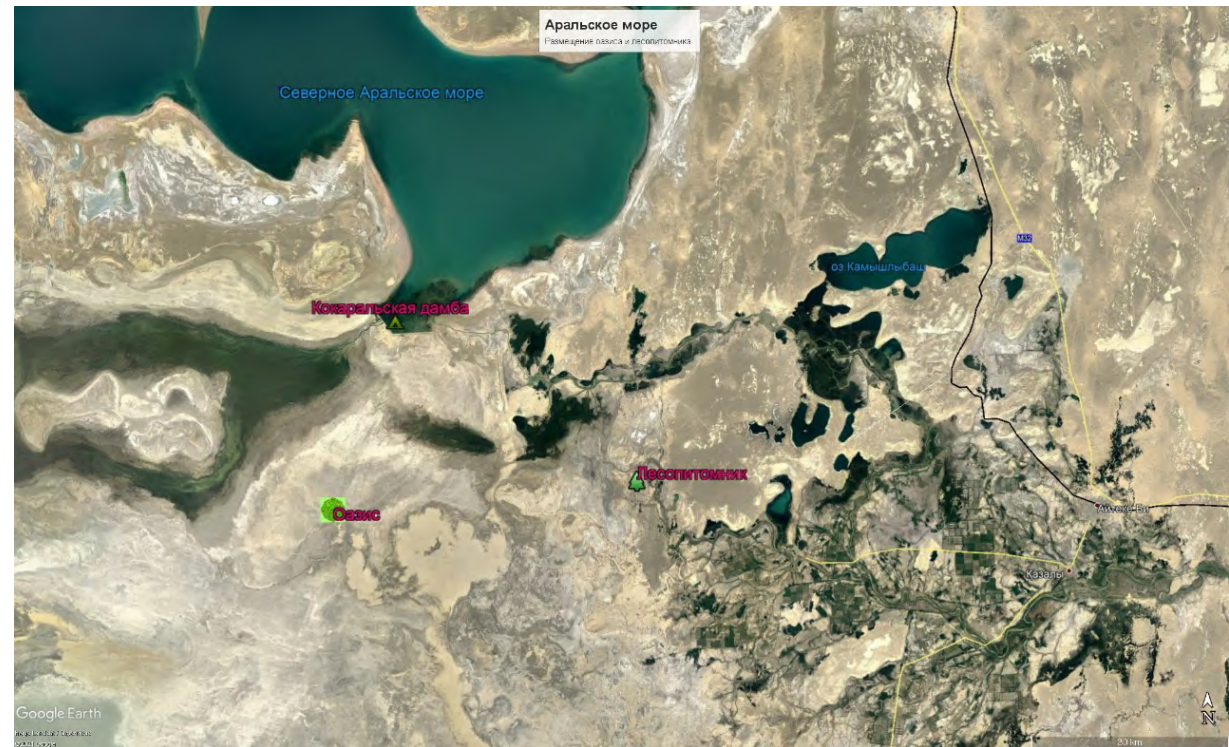 Аральское море
Размещение оазиса и лесопитомника
Северное Аральское море
M32
оз.Камышлыбаш
Кокаральская дамба
Лесопитомник
Оазис
Айтеке Би
Казалы
Google Earth
N
20 km